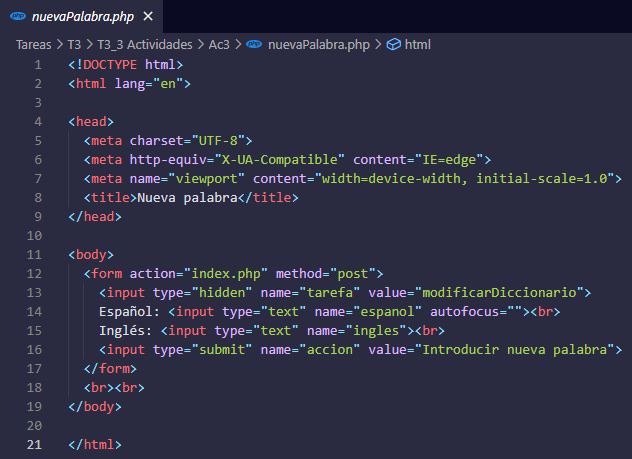 nuevaPalabra.php
Tareas > T3 > T3_3 Actividades > Ac3 > nuevaPalabra.php > html
1 <!DOCTYPE html>
2 <html lang="en">
3
4 <head>
5 <meta charset="UTF-8">
6 <meta http-equiv="X-UA-Compatible" content="IE=edge">
7 <meta name="viewport" content="width=device-width, initial-scale=1.0">
8 <title>Nueva palabra</title>
9 </head>
10
11 <body>
12 <form action="index.php" method="post">
13 <input type="hidden" name="tarefa" value="modificarDiccionario">
14 Español: <input type="text" name="espanol" autofocus=""><br>
15 Inglés: <input type="text" name="ingles"><br>
16 <input type="submit" name="accion" value="Introducir nueva palabra">
17 </form>
18 <br><br>
19 </body>
20
21 </html>